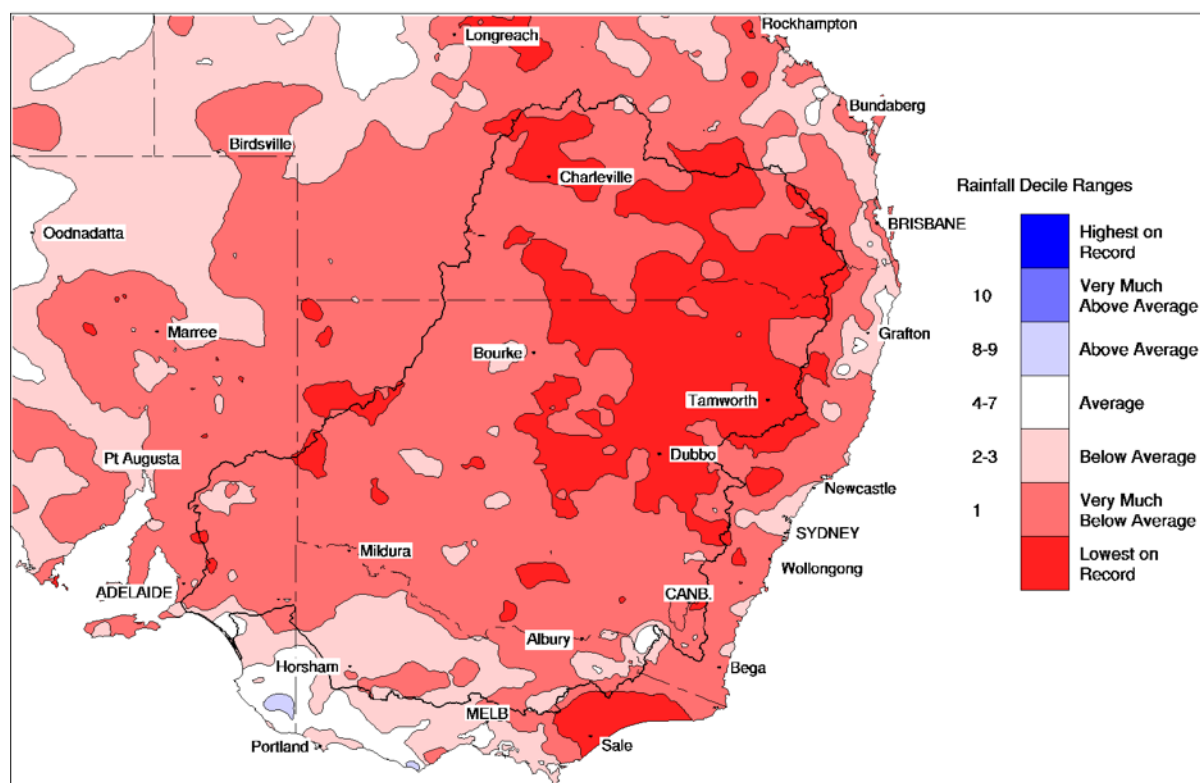 Rockhampton
Longreach
Bundaberg
Birdsville
Charleville
Oodnadatta
BRISBANE
Marree
Grafton
Bourke
Tamworth
Pt Augusta
Dubbo
Newcastle
SYDNEY
Mildura
Wollongong
ADELAIDE
CANB.
Albury
Horsham
Bega
MELB
Portland
Sale
Rainfall Decile Ranges
Highest on
Record
10
Very Much
Above Average
8-9
Above Average
4-7
Average
2-3
Below Average
1
Very Much
Below Average
Lowest on
Record